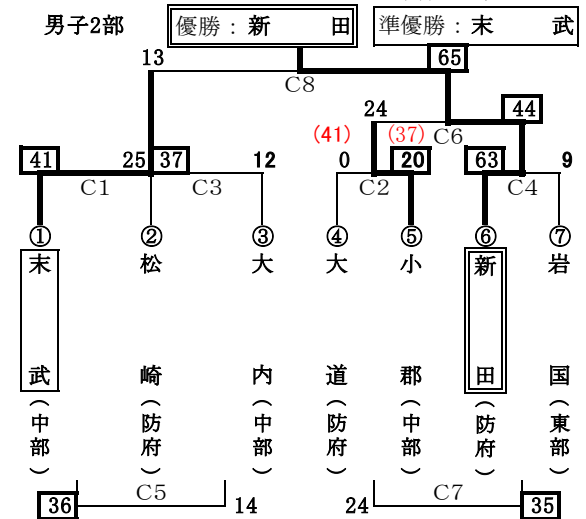 男子2部 優勝：新 田 準優勝：末 武
13 65
C8
24 44
(41) (37) C6
41 25 37 12 0 20 63 9
C1 C3 C2 C4
① ② ③ ④ ⑤ ⑥ ⑦
末 松 大 大 小 新 岩
武 崎 内 道 郡 田 国
(中部) (防府) (中部) (防府) (中部) (防府) (東部)
C5 C7
36 14 24 35